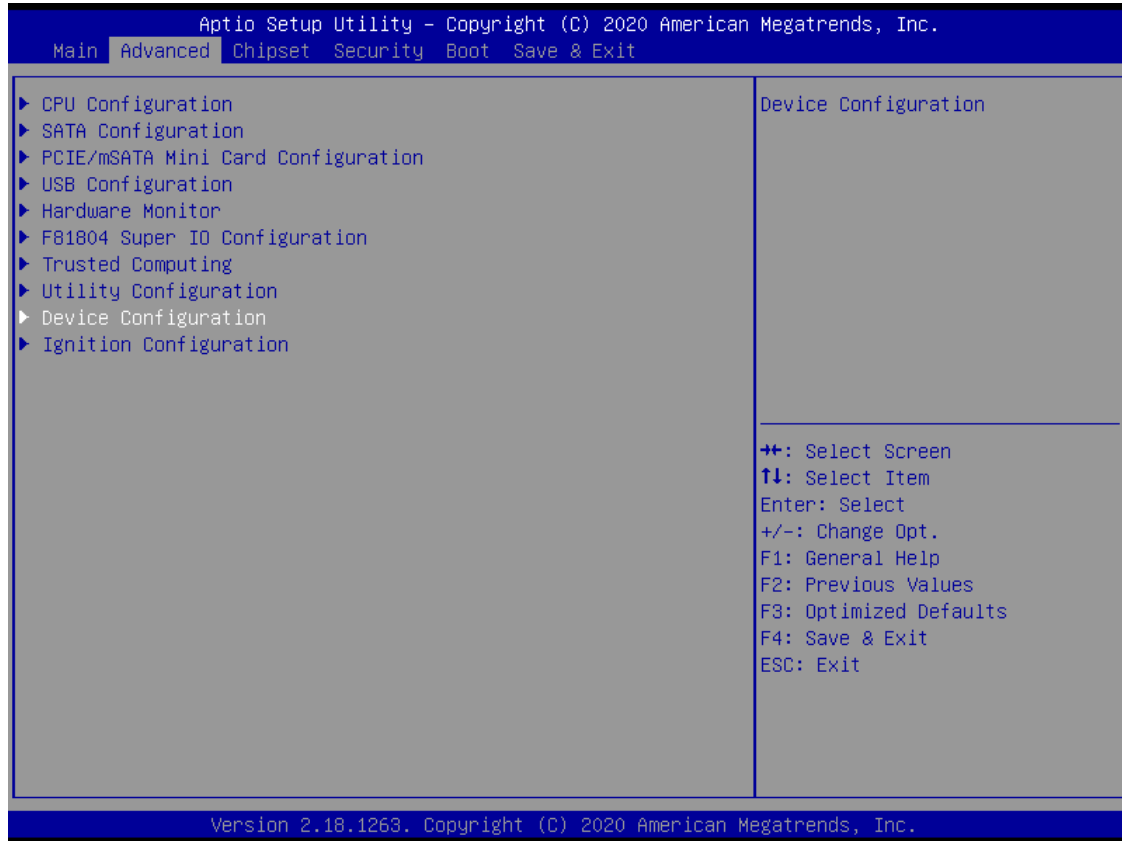 Aptio Setup Utility – Copyright (C) 2020 American Megatrends, Inc.
Main Advanced Chipset Security Boot Save & Exit
▶ CPU Configuration
▶ SATA Configuration
▶ PCIE/mSATA Mini Card Configuration
▶ USB Configuration
▶ Hardware Monitor
▶ F81804 Super IO Configuration
▶ Trusted Computing
▶ Utility Configuration
▶ Device Configuration
▶ Ignition Configuration
Device Configuration
→←: Select Screen
↑↓: Select Item
Enter: Select
+/-: Change Opt.
F1: General Help
F2: Previous Values
F3: Optimized Defaults
F4: Save & Exit
ESC: Exit
Version 2.18.1263. Copyright (C) 2020 American Megatrends, Inc.